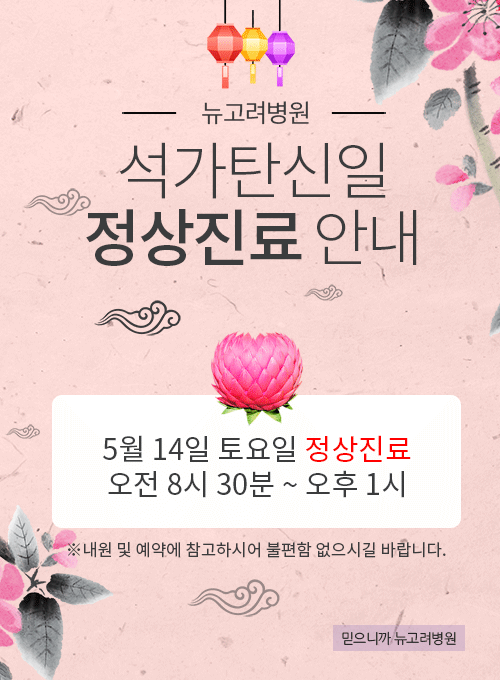 뉴고려병원
석가탄신일
정상진료 안내
5월 14일 토요일 정상진료
오전 8시 30분 ~ 오후 1시
※내원 및 예약에 참고하시어 불편함 없으시길 바랍니다.
믿으니까 뉴고려병원